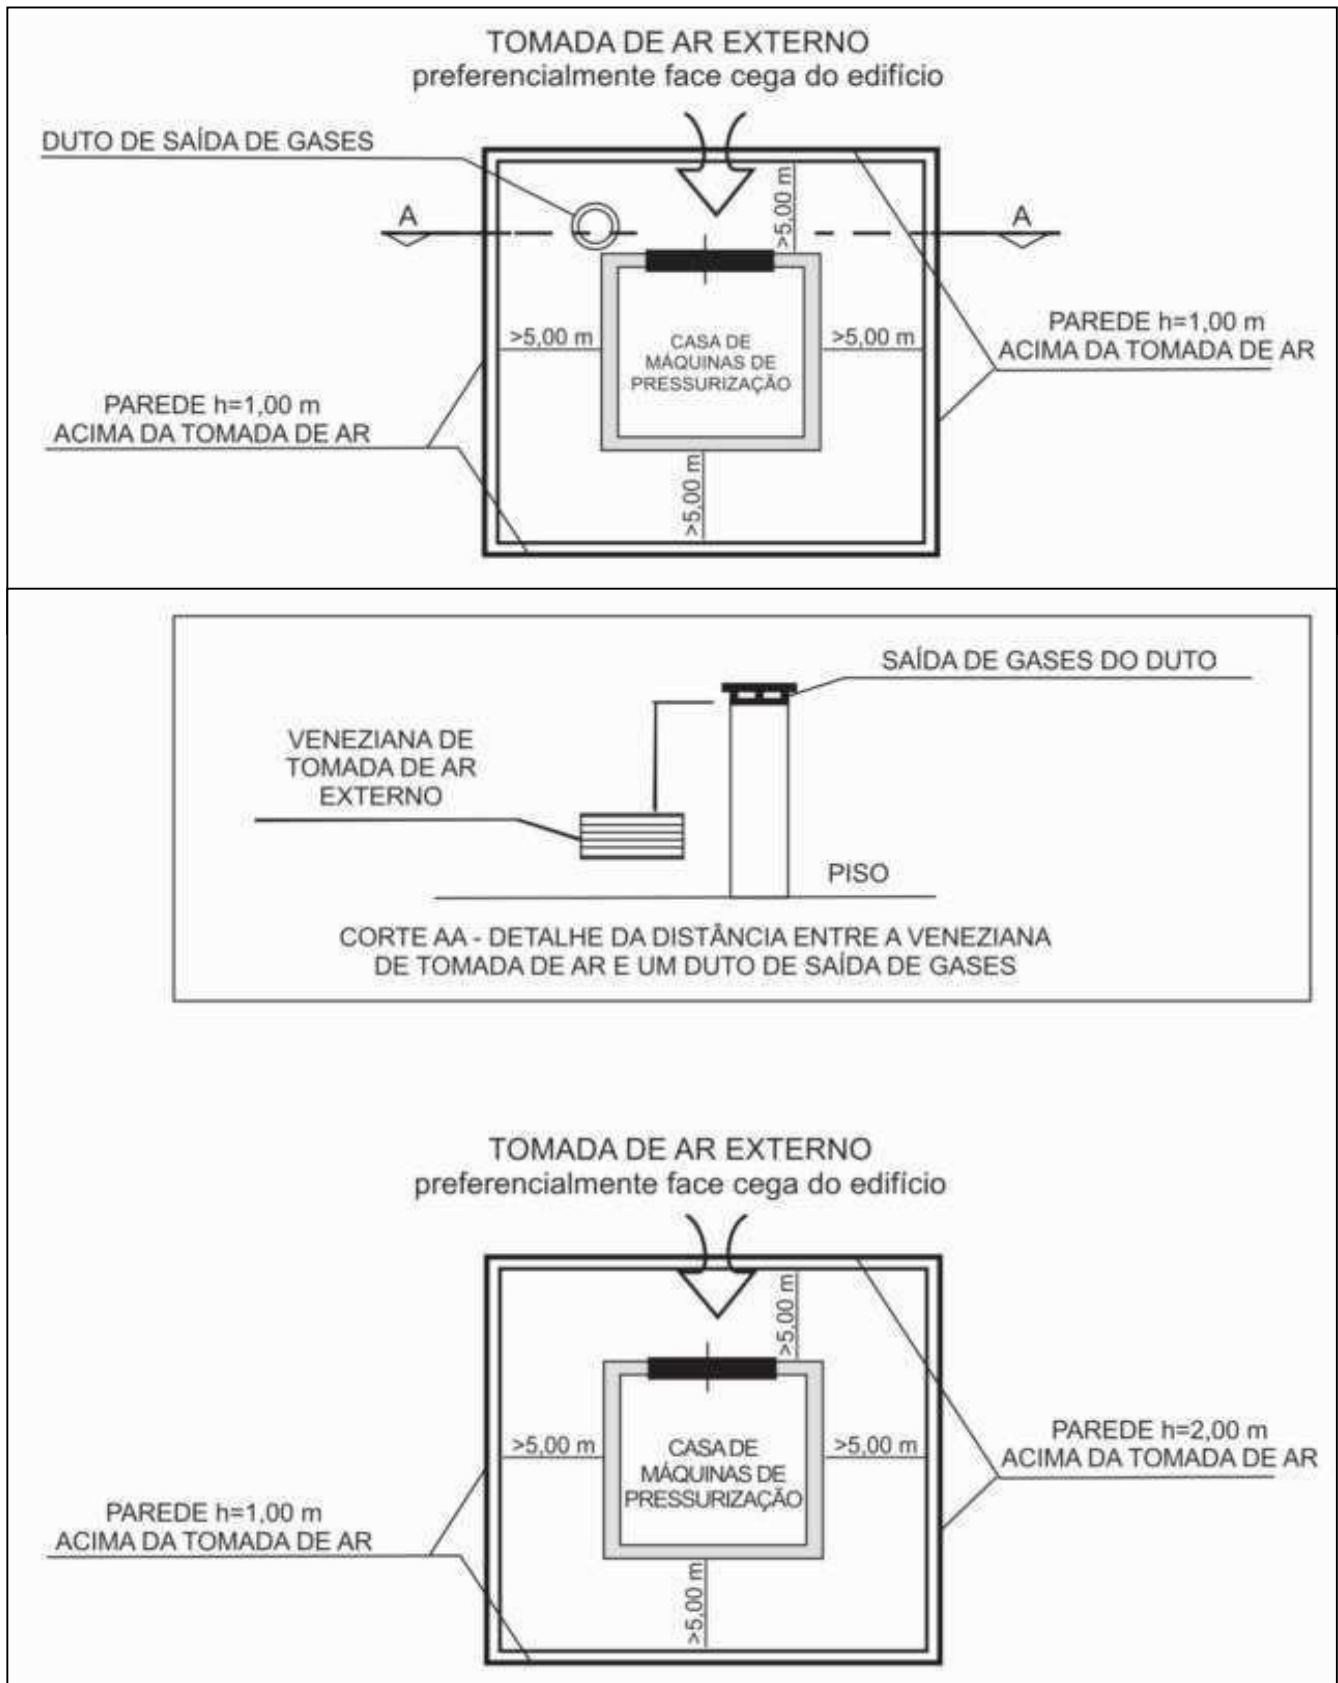 TOMADA DE AR EXTERNO
preferencialmente face cega do edifício
DUTO DE SAÍDA DE GASES
A
A
>5,00 m
>5,00 m
>5,00 m
CASA DE
MÁQUINAS DE
PRESSURIZAÇÃO
PAREDE h=1,00 m
ACIMA DA TOMADA DE AR
PAREDE h=1,00 m
ACIMA DA TOMADA DE AR
>5,00 m
SAÍDA DE GASES DO DUTO
VENEZIANA DE
TOMADA DE AR
EXTERNO
PISO
CORTE AA - DETALHE DA DISTÂNCIA ENTRE A VENEZIANA
DE TOMADA DE AR E UM DUTO DE SAÍDA DE GASES
TOMADA DE AR EXTERNO
preferencialmente face cega do edifício
>5,00 m
>5,00 m
>5,00 m
CASA DE
MÁQUINAS DE
PRESSURIZAÇÃO
PAREDE h=2,00 m
ACIMA DA TOMADA DE AR
PAREDE h=1,00 m
ACIMA DA TOMADA DE AR
>5,00 m